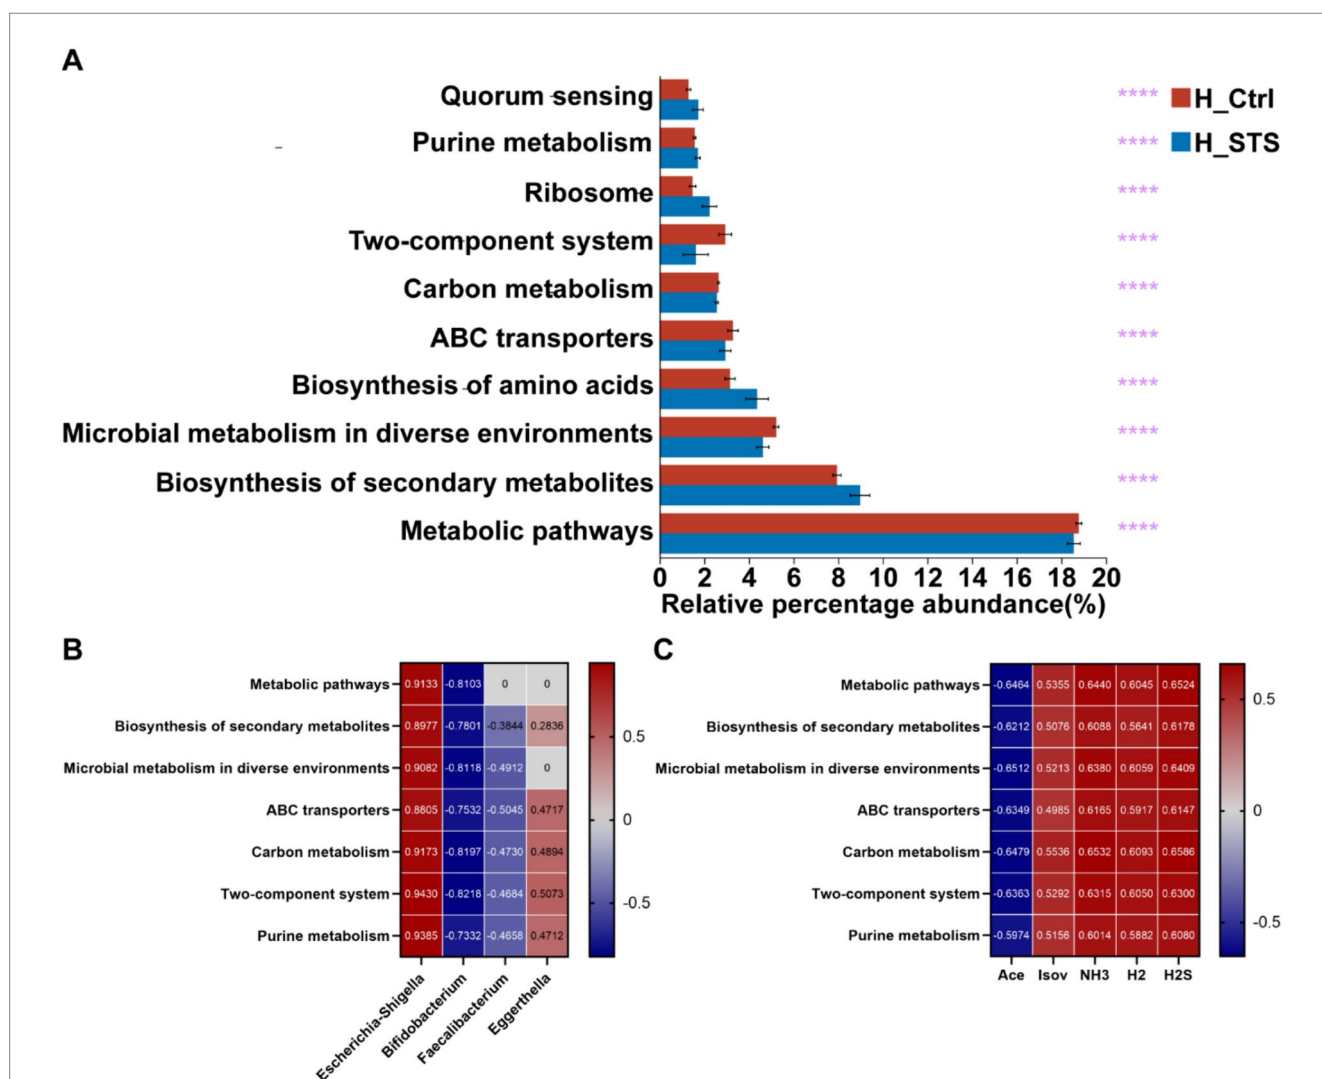 A
Quorum sensing **** H_Ctrl
Purine metabolism **** H_STS
Ribosome ****
Two-component system ****
Carbon metabolism ****
ABC transporters ****
Biosynthesis of amino acids ****
Microbial metabolism in diverse environments ****
Biosynthesis of secondary metabolites ****
Metabolic pathways ****
0 2 4 6 8 10 12 14 16 18 20
Relative percentage abundance(%)
B
Metabolic pathways 0.9133 -0.8103 0 0
Biosynthesis of secondary metabolites 0.8977 -0.7801 -0.3844 0.2836
Microbial metabolism in diverse environments 0.9082 -0.8118 -0.4912 0
ABC transporters 0.8805 -0.7532 -0.5045 0.4717
Carbon metabolism 0.9173 -0.8197 -0.4730 0.4894
Two-component system 0.9430 -0.8218 -0.4684 0.5073
Purine metabolism 0.9385 -0.7332 -0.4658 0.4712
Escherichia-Shigella
Bifidobacterium
Faecalibacterium
Eggerthella
0.5
0
-0.5
C
Metabolic pathways -0.6464 0.5355 0.6440 0.6045 0.6524
Biosynthesis of secondary metabolites -0.6212 0.5076 0.6088 0.5641 0.6178
Microbial metabolism in diverse environments -0.6512 0.5213 0.6380 0.6059 0.6409
ABC transporters -0.6349 0.4985 0.6165 0.5917 0.6147
Carbon metabolism -0.6479 0.5536 0.6532 0.6093 0.6586
Two-component system -0.6363 0.5292 0.6315 0.6050 0.6300
Purine metabolism -0.5974 0.5156 0.6014 0.5882 0.6080
Ace Isov NH3 H2 H2S
0.5
0
-0.5